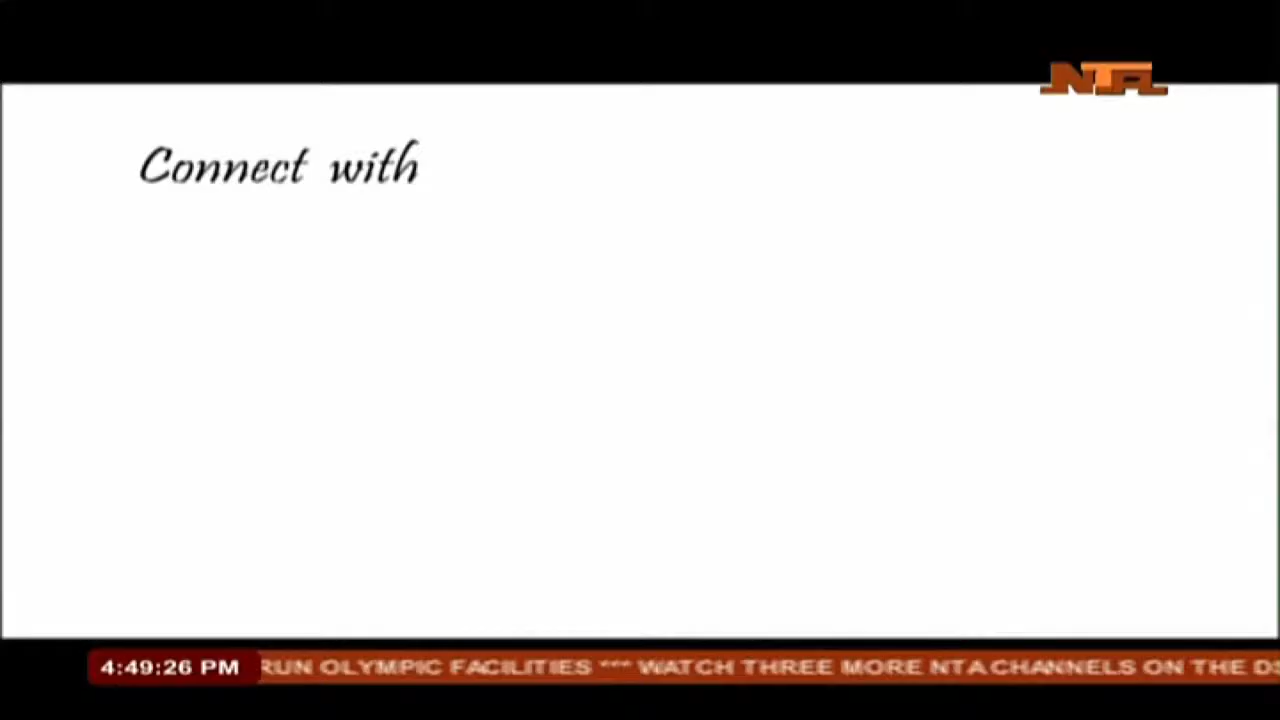 NTA
Connect with
4:49:26 PM RUN OLYMPIC FACILITIES *** WATCH THREE MORE NTA CHANNELS ON THE